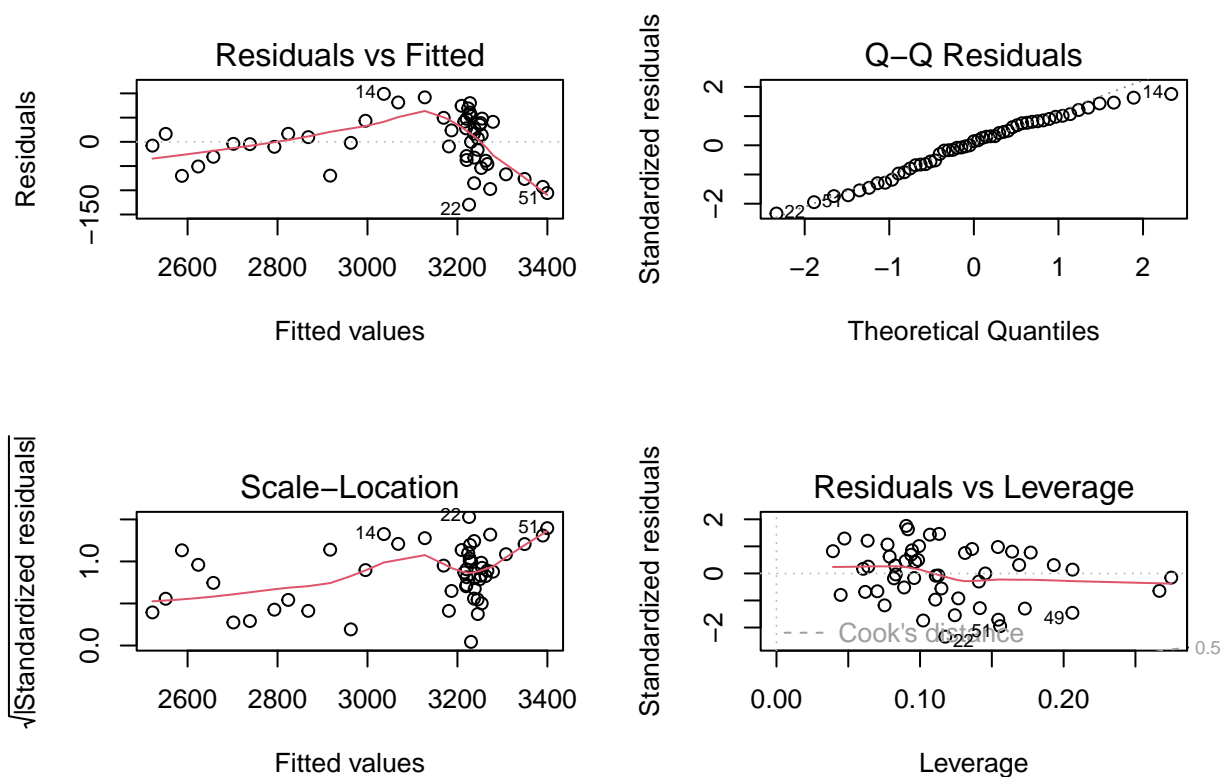 Residuals vs Fitted
Residuals
0
−150
14
22
51
2600 2800 3000 3200 3400
Fitted values
Q−Q Residuals
Standardized residuals
2
0
−2
14
51
22
−2 −1 0 1 2
Theoretical Quantiles
Scale−Location
√|Standardized residuals|
1.0
0.0
22
14
51
2600 2800 3000 3200 3400
Fitted values
Residuals vs Leverage
Standardized residuals
2
0
−2
49
51
22
Cook's distance
0.5
0.00 0.10 0.20
Leverage